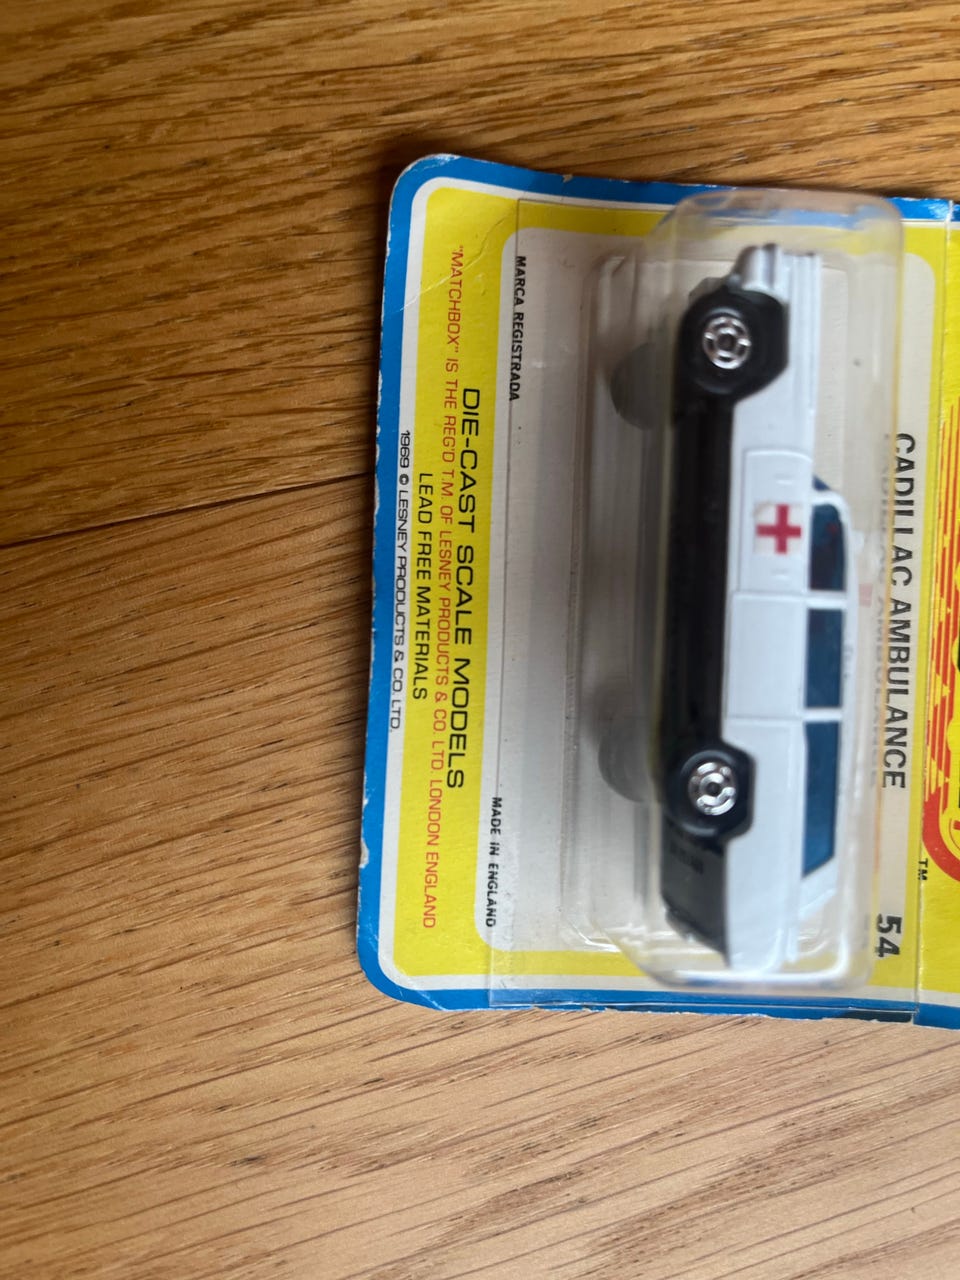 CADILLAC AMBULANCE 54
TM
MARCA REGISTRADA MADE IN ENGLAND
DIE-CAST SCALE MODELS
"MATCHBOX" IS THE REG'D T.M. OF LESNEY PRODUCTS & CO. LTD. LONDON ENGLAND
LEAD FREE MATERIALS
1969 © LESNEY PRODUCTS & CO. LTD.